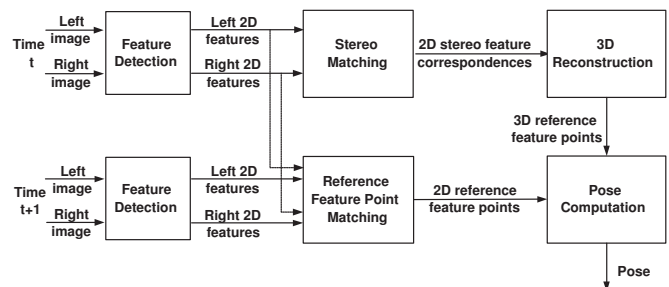 Time
t
Left
image
Right
image
Feature
Detection
Left 2D
features
Right 2D
features
Stereo
Matching
2D stereo feature
correspondences
3D
Reconstruction
3D reference
feature points
Time
t+1
Left
image
Right
image
Feature
Detection
Left 2D
features
Right 2D
features
Reference
Feature Point
Matching
2D reference
feature points
Pose
Computation
Pose